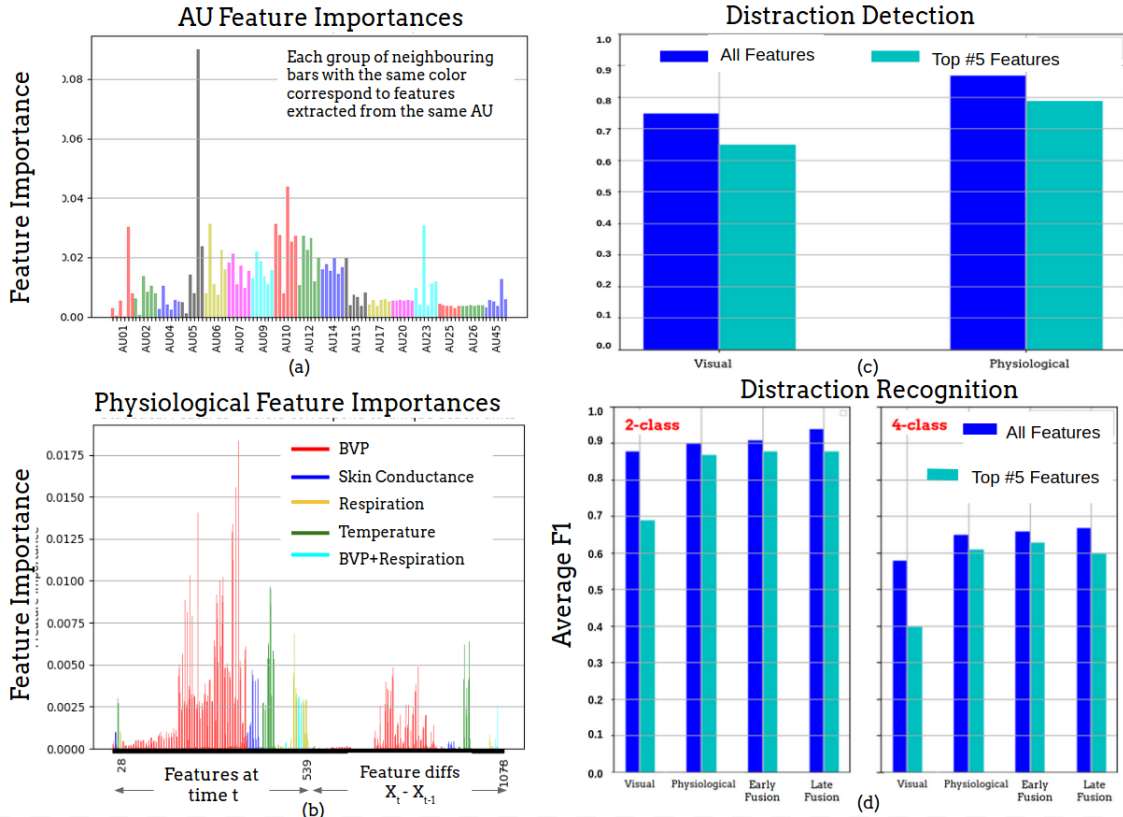 AU Feature Importances
Each group of neighbouring
bars with the same color
correspond to features
extracted from the same AU
Feature Importance
0.08
0.06
0.04
0.02
0.00
AU01
AU02
AU04
AU05
AU06
AU07
AU09
AU10
AU12
AU14
AU15
AU17
AU20
AU23
AU25
AU26
AU45
(a)
Distraction Detection
All Features
Top #5 Features
1.0
0.9
0.8
0.7
0.6
0.5
0.4
0.3
0.2
0.1
0.0
Visual
Physiological
(c)
Physiological Feature Importances
BVP
Skin Conductance
Respiration
Temperature
BVP+Respiration
Feature Importance
0.0175
0.0150
0.0125
0.0100
0.0075
0.0050
0.0025
0.0000
28
539
1078
Features at
time t
Feature diffs
Xt - Xt-1
(b)
Distraction Recognition
2-class
4-class
All Features
Top #5 Features
Average F1
1.0
0.9
0.8
0.7
0.6
0.5
0.4
0.3
0.2
0.1
0.0
Visual
Physiological
Early
Fusion
Late
Fusion
Visual
Physiological
Early
Fusion
Late
Fusion
(d)